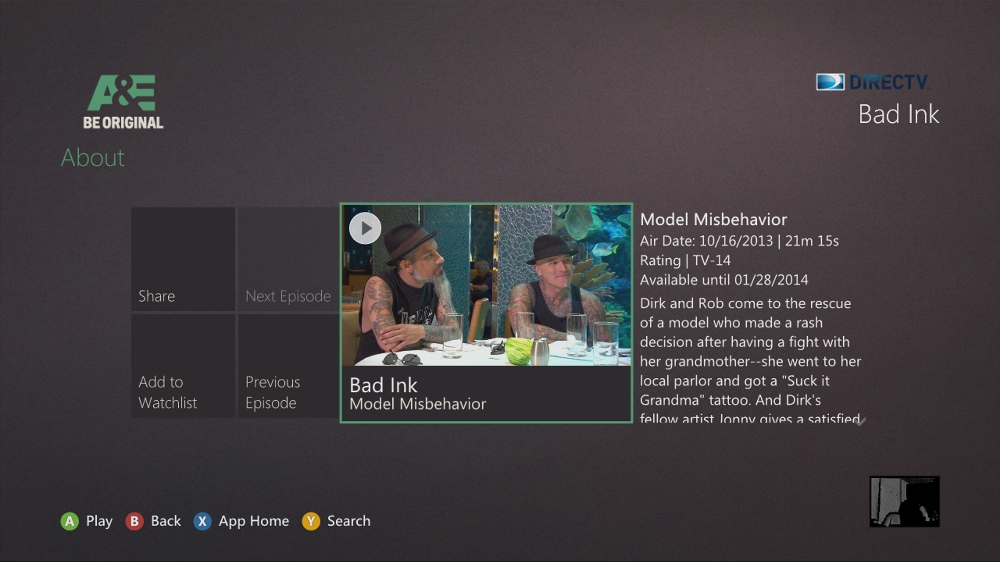 A&E
BE ORIGINAL
DIRECTV
Bad Ink
About
Share
Next Episode
Add to
Watchlist
Previous
Episode
Bad Ink
Model Misbehavior
Model Misbehavior
Air Date: 10/16/2013 | 21m 15s
Rating | TV-14
Available until 01/28/2014
Dirk and Rob come to the rescue
of a model who made a rash
decision after having a fight with
her grandmother--she went to her
local parlor and got a "Suck it
Grandma" tattoo. And Dirk's
fellow artist Jonny gives a satisfied
A Play B Back X App Home Y Search